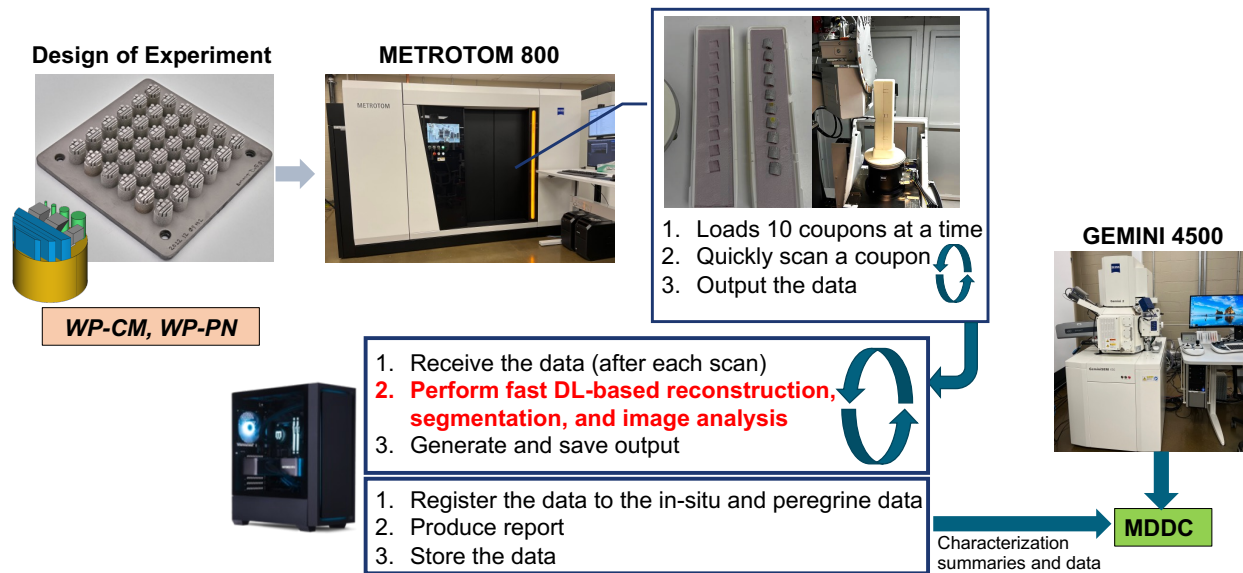 Design of Experiment
METROTOM 800
METROTOM
ZEISS
1. Loads 10 coupons at a time
2. Quickly scan a coupon
3. Output the data
GEMINI 4500
WP-CM, WP-PN
1. Receive the data (after each scan)
2. Perform fast DL-based reconstruction,
segmentation, and image analysis
3. Generate and save output
1. Register the data to the in-situ and peregrine data
2. Produce report
3. Store the data
Characterization
summaries and data
MDDC